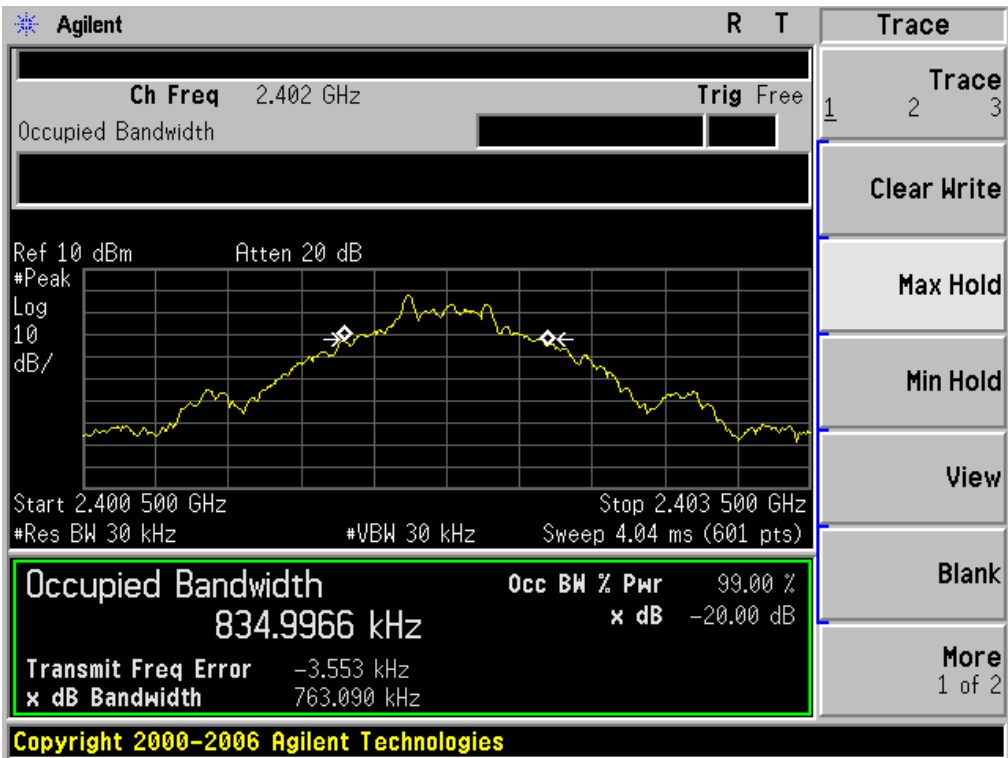 Agilent R T Trace
Ch Freq 2.402 GHz Trig Free
Occupied Bandwidth
Trace
1 2 3
Clear Write
Max Hold
Min Hold
View
Blank
More
1 of 2
Ref 10 dBm Atten 20 dB
#Peak
Log
10
dB/
Start 2.400 500 GHz Stop 2.403 500 GHz
#Res BW 30 kHz #VBW 30 kHz Sweep 4.04 ms (601 pts)
Occupied Bandwidth Occ BW % Pwr 99.00 %
834.9966 kHz x dB -20.00 dB
Transmit Freq Error -3.553 kHz
x dB Bandwidth 763.090 kHz
Copyright 2000-2006 Agilent Technologies